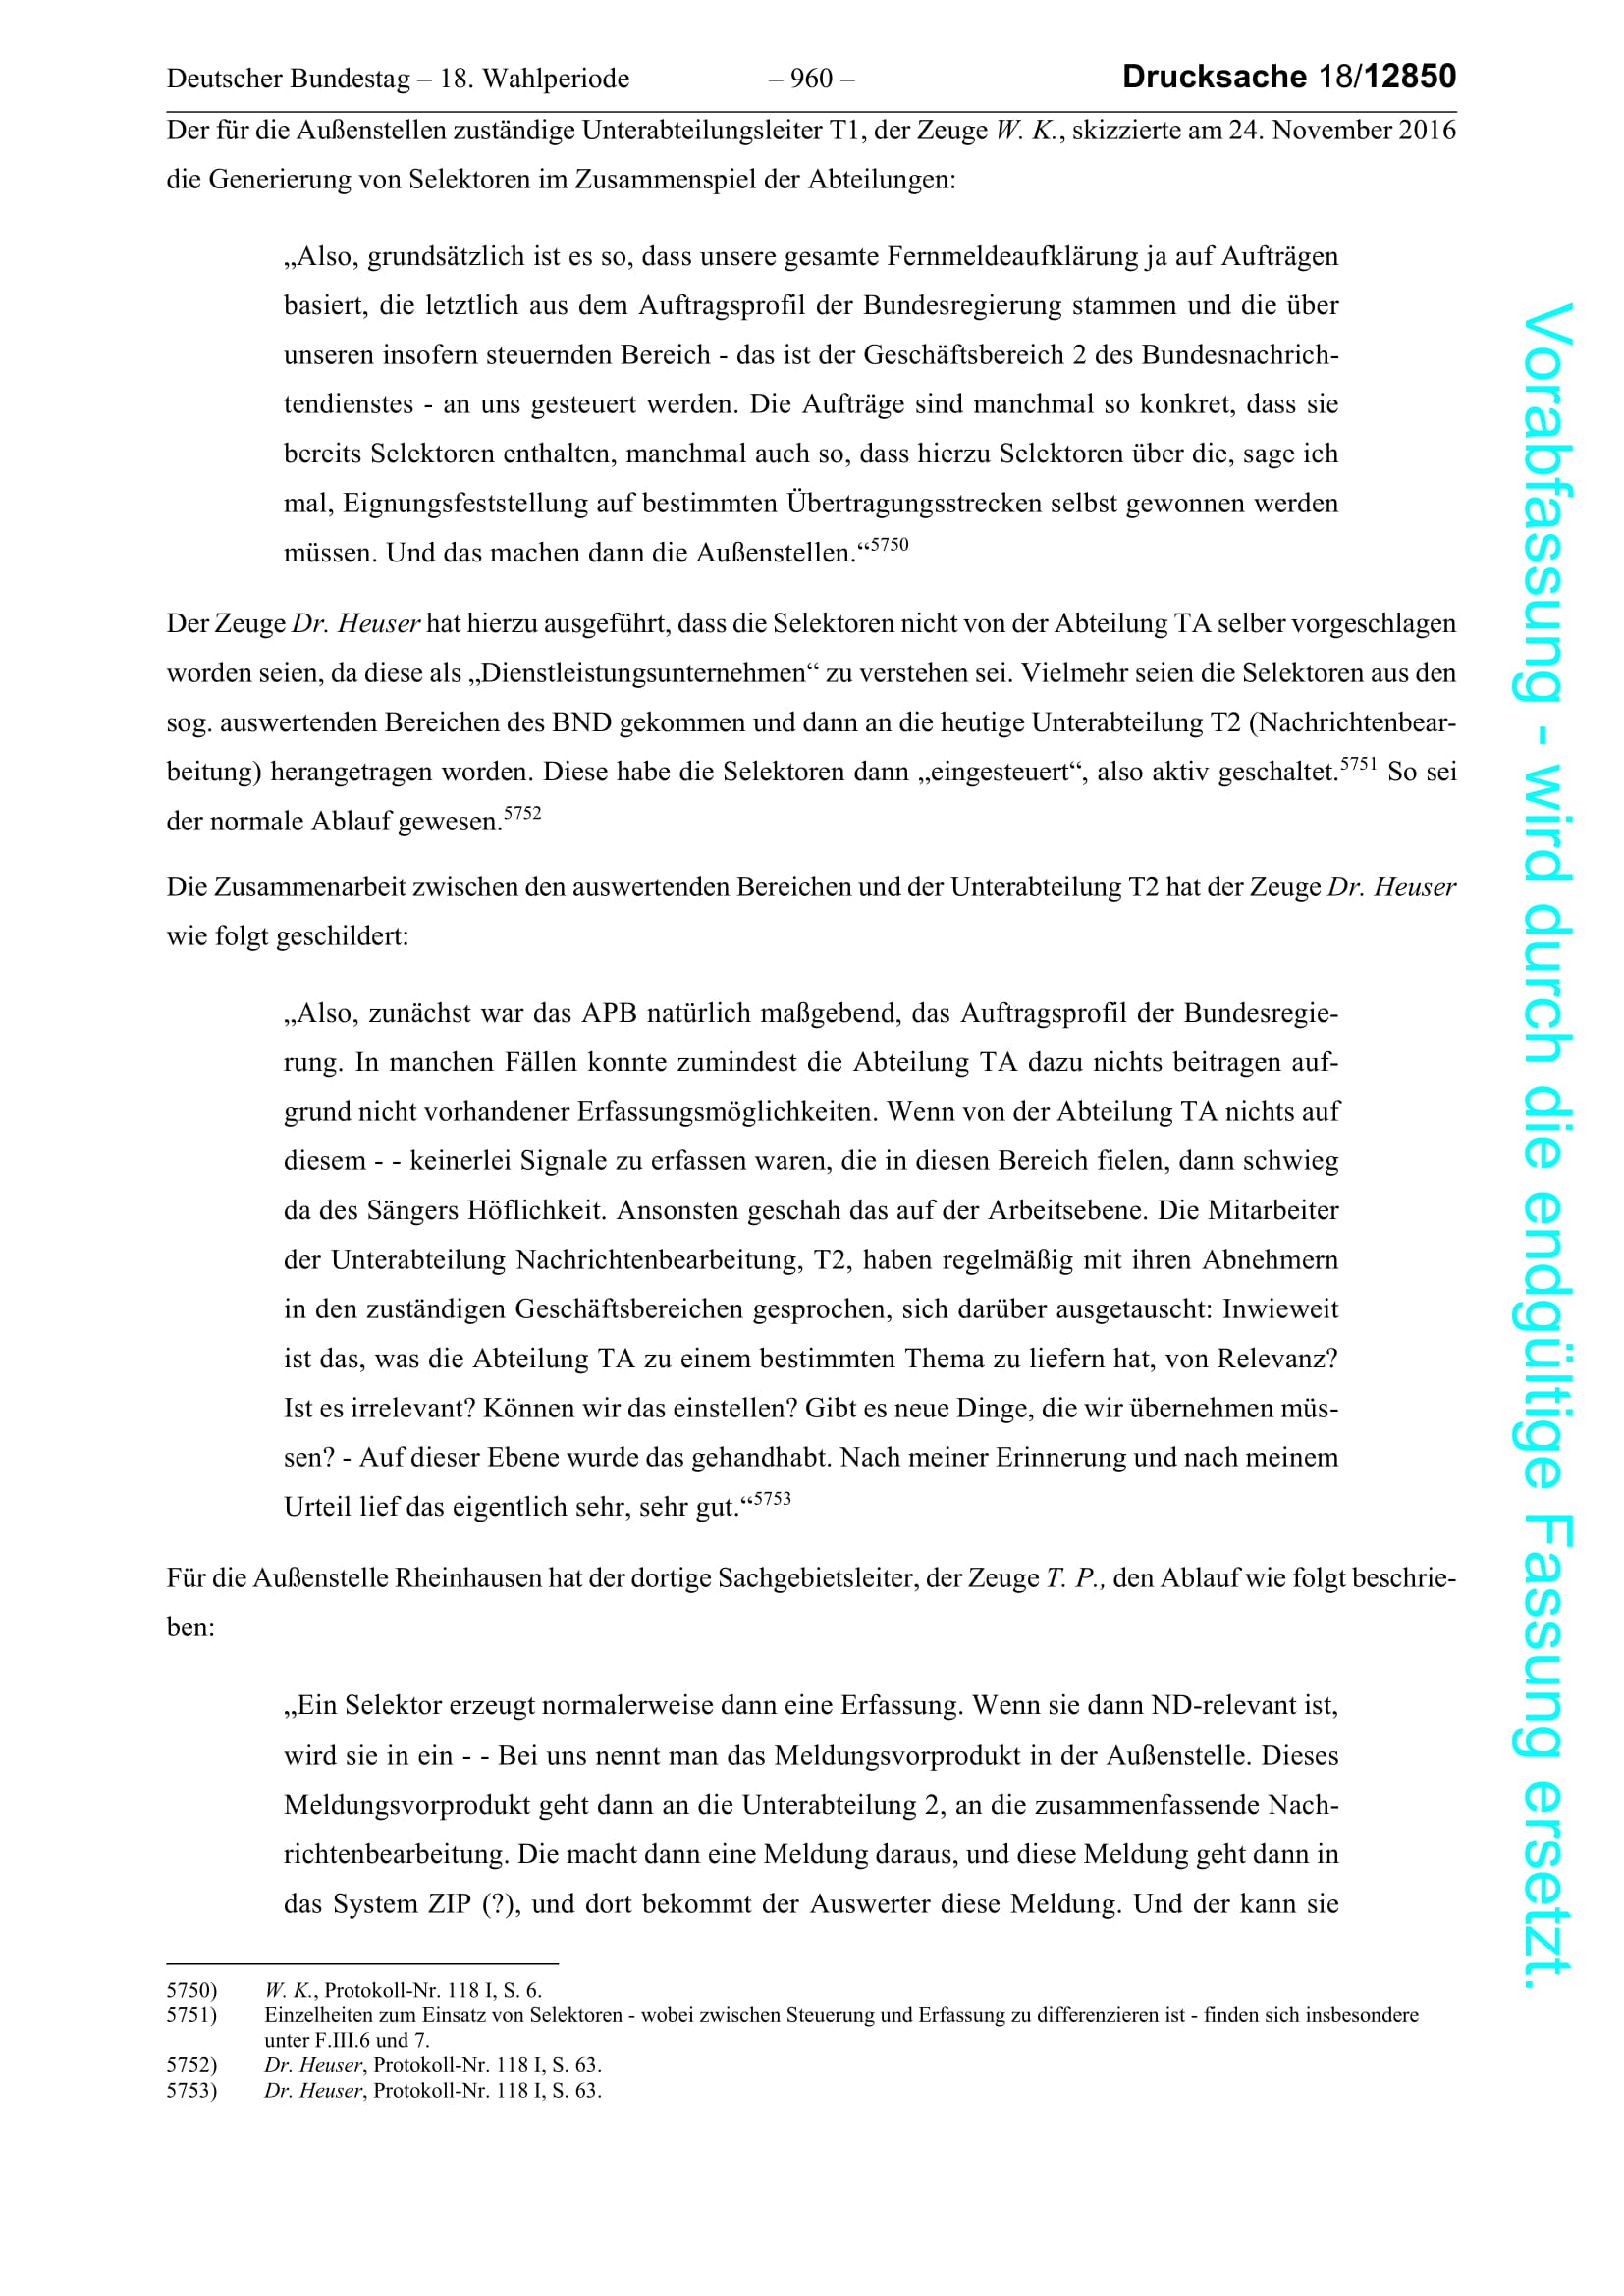 Deutscher Bundestag – 18. Wahlperiode – 960 – Drucksache 18/12850
Der für die Außenstellen zuständige Unterabteilungsleiter T1, der Zeuge W. K., skizzierte am 24. November 2016
die Generierung von Selektoren im Zusammenspiel der Abteilungen:
„Also, grundsätzlich ist es so, dass unsere gesamte Fernmeldeaufklärung ja auf Aufträgen
basiert, die letztlich aus dem Auftragsprofil der Bundesregierung stammen und die über
unseren insofern steuernden Bereich - das ist der Geschäftsbereich 2 des Bundesnachrich-
tendienstes - an uns gesteuert werden. Die Aufträge sind manchmal so konkret, dass sie
bereits Selektoren enthalten, manchmal auch so, dass hierzu Selektoren über die, sage ich
mal, Eignungsfeststellung auf bestimmten Übertragungsstrecken selbst gewonnen werden
müssen. Und das machen dann die Außenstellen.“5750
Der Zeuge Dr. Heuser hat hierzu ausgeführt, dass die Selektoren nicht von der Abteilung TA selber vorgeschlagen
worden seien, da diese als „Dienstleistungsunternehmen“ zu verstehen sei. Vielmehr seien die Selektoren aus den
sog. auswertenden Bereichen des BND gekommen und dann an die heutige Unterabteilung T2 (Nachrichtenbear-
beitung) herangetragen worden. Diese habe die Selektoren dann „eingesteuert“, also aktiv geschaltet.5751 So sei
der normale Ablauf gewesen.5752
Die Zusammenarbeit zwischen den auswertenden Bereichen und der Unterabteilung T2 hat der Zeuge Dr. Heuser
wie folgt geschildert:
„Also, zunächst war das APB natürlich maßgebend, das Auftragsprofil der Bundesregie-
rung. In manchen Fällen konnte zumindest die Abteilung TA dazu nichts beitragen auf-
grund nicht vorhandener Erfassungsmöglichkeiten. Wenn von der Abteilung TA nichts auf
diesem - - keinerlei Signale zu erfassen waren, die in diesen Bereich fielen, dann schwieg
da des Sängers Höflichkeit. Ansonsten geschah das auf der Arbeitsebene. Die Mitarbeiter
der Unterabteilung Nachrichtenbearbeitung, T2, haben regelmäßig mit ihren Abnehmern
in den zuständigen Geschäftsbereichen gesprochen, sich darüber ausgetauscht: Inwieweit
ist das, was die Abteilung TA zu einem bestimmten Thema zu liefern hat, von Relevanz?
Ist es irrelevant? Können wir das einstellen? Gibt es neue Dinge, die wir übernehmen müs-
sen? - Auf dieser Ebene wurde das gehandhabt. Nach meiner Erinnerung und nach meinem
Urteil lief das eigentlich sehr, sehr gut.“5753
Für die Außenstelle Rheinhausen hat der dortige Sachgebietsleiter, der Zeuge T. P., den Ablauf wie folgt beschrie-
ben:
„Ein Selektor erzeugt normalerweise dann eine Erfassung. Wenn sie dann ND-relevant ist,
wird sie in ein - - Bei uns nennt man das Meldungsvorprodukt in der Außenstelle. Dieses
Meldungsvorprodukt geht dann an die Unterabteilung 2, an die zusammenfassende Nach-
richtenbearbeitung. Die macht dann eine Meldung daraus, und diese Meldung geht dann in
das System ZIP (?), und dort bekommt der Auswerter diese Meldung. Und der kann sie
5750) W. K., Protokoll-Nr. 118 I, S. 6.
5751) Einzelheiten zum Einsatz von Selektoren - wobei zwischen Steuerung und Erfassung zu differenzieren ist - finden sich insbesondere
unter F.III.6 und 7.
5752) Dr. Heuser, Protokoll-Nr. 118 I, S. 63.
5753) Dr. Heuser, Protokoll-Nr. 118 I, S. 63.
Vorabfassung - wird durch die endgültige Fassung ersetzt.